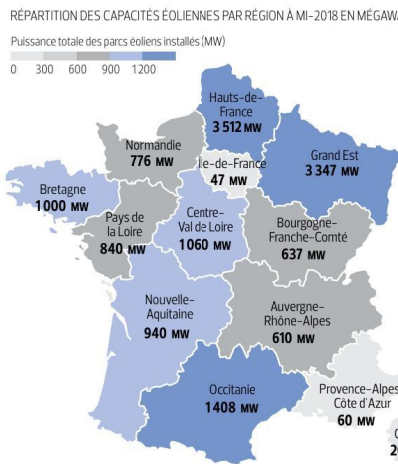 RÉPARTITION DES CAPACITÉS ÉOLIENNES PAR RÉGION À MI-2018 EN
Puissance totale des parcs éoliens installés (MW)
0 300 600 900 1200
Hauts-de-
France
3 512 MW
Normandie
776 MW
Île-de-France
47 MW
Grand Est
3 347 MW
Bretagne
1000 MW
Pays de
la Loire
840 MW
Centre-
Val de Loire
1060 MW
Bourgogne-
Franche-Comté
637 MW
Nouvelle-
Aquitaine
940 MW
Auvergne-
Rhône-Alpes
610 MW
Occitanie
1408 MW
Provence-Alpes
Côte d'Azur
60 MW